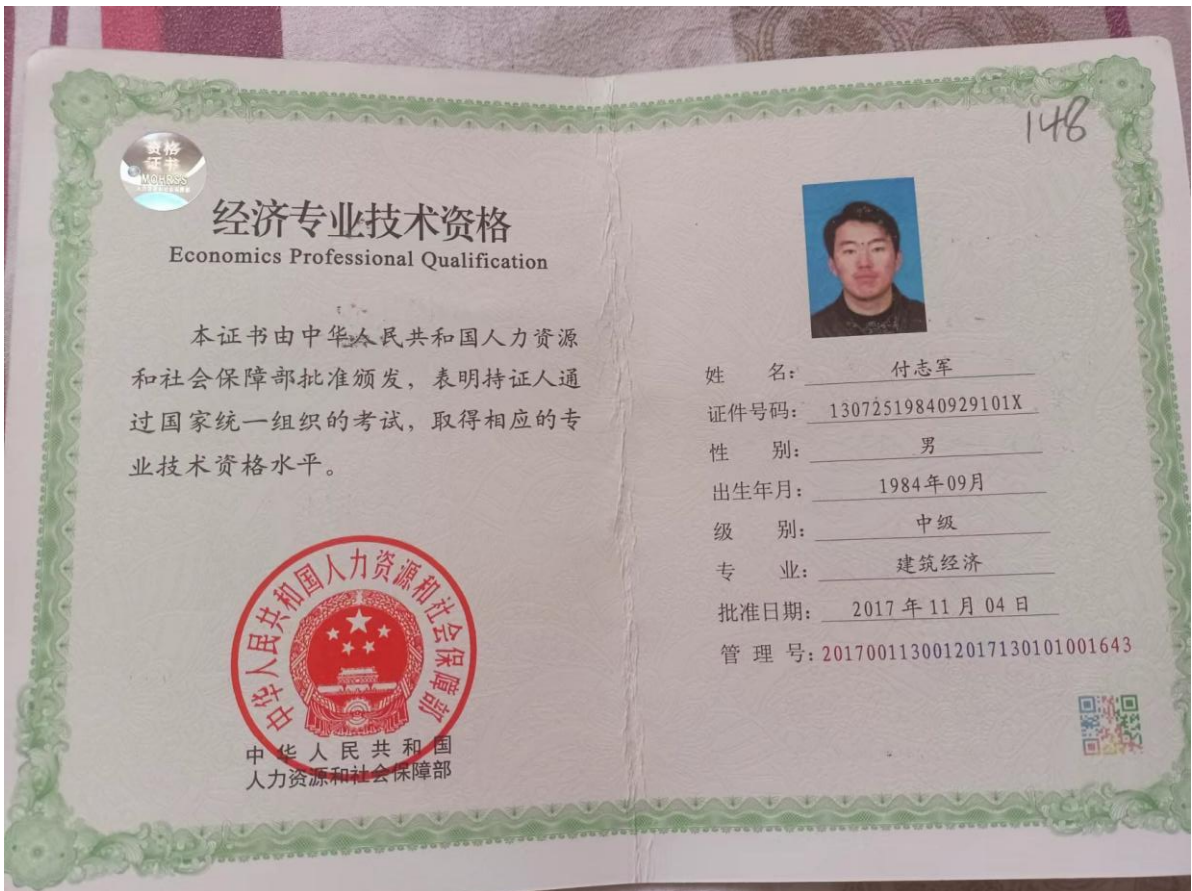 资格
证书
MOHRSS
经济专业技术资格
Economics Professional Qualification
本证书由中华人民共和国人力资源
和社会保障部批准颁发，表明持证人通
过国家统一组织的考试，取得相应的专
业技术资格水平。
中华人民共和国人力资源和社会保障部
中华人民共和国
人力资源和社会保障部
148
姓 名：付志军
证件号码：13072519840929101X
性 别：男
出生年月：1984年09月
级 别：中级
专 业：建筑经济
批准日期：2017 年 11 月 04 日
管 理 号：2017001130012017130101001643